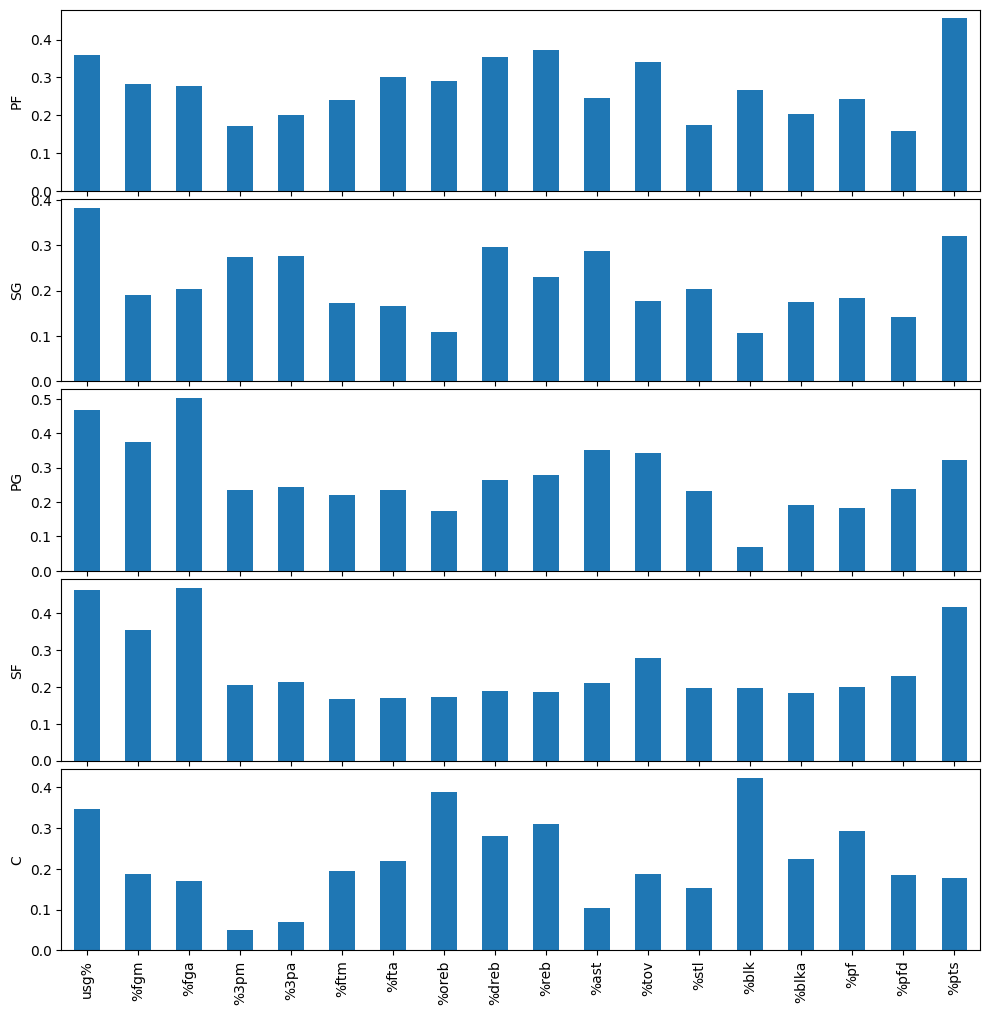 PF
0.4
0.3
0.2
0.1
0.0
SG
0.4
0.3
0.2
0.1
0.0
PG
0.5
0.4
0.3
0.2
0.1
0.0
SF
0.4
0.3
0.2
0.1
0.0
C
0.4
0.3
0.2
0.1
0.0
usg%
%fgm
%fga
%3pm
%3pa
%ftm
%fta
%oreb
%dreb
%reb
%ast
%tov
%stl
%blk
%blka
%pf
%pfd
%pts